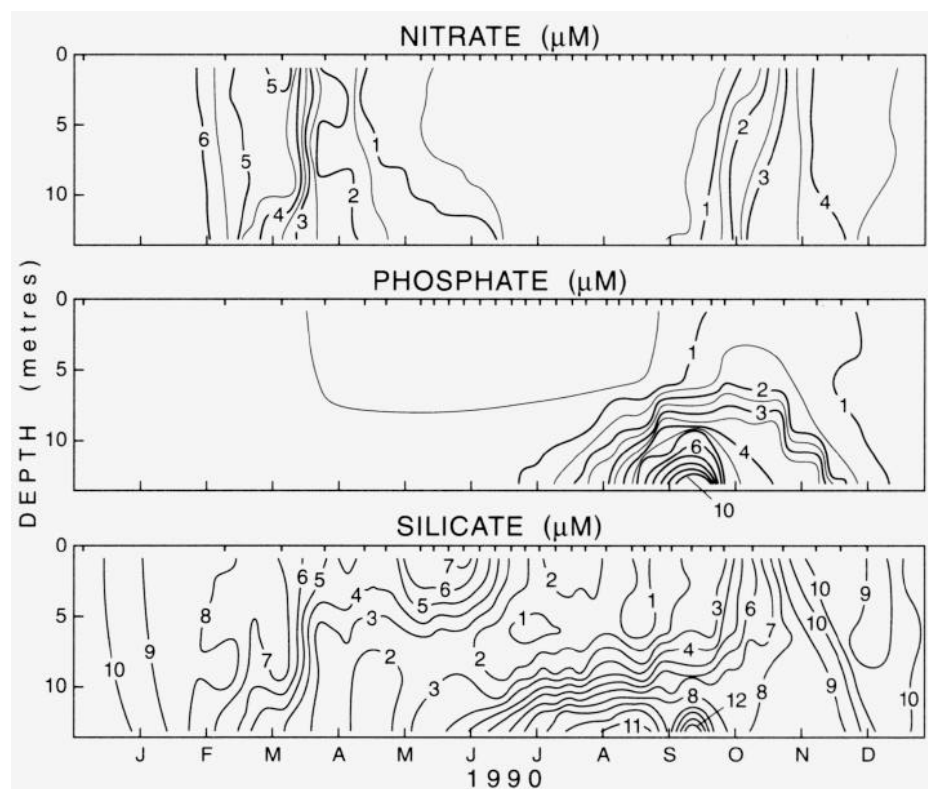 NITRATE (µM)
0
5
5 2
6 1
5
3
10 2
4 1 4
3
PHOSPHATE (µM)
0
1
5
2
1
3
10 6 4
10
SILICATE (µM)
0
7
6 5 2
6 10
4 1 9
5 3 6
8
5 3 10
1 7
4
9 2 7
2
10
10 3 9
8 12 8 10
11
J F M A M J J A S O N D
1990
DEPTH (metres)